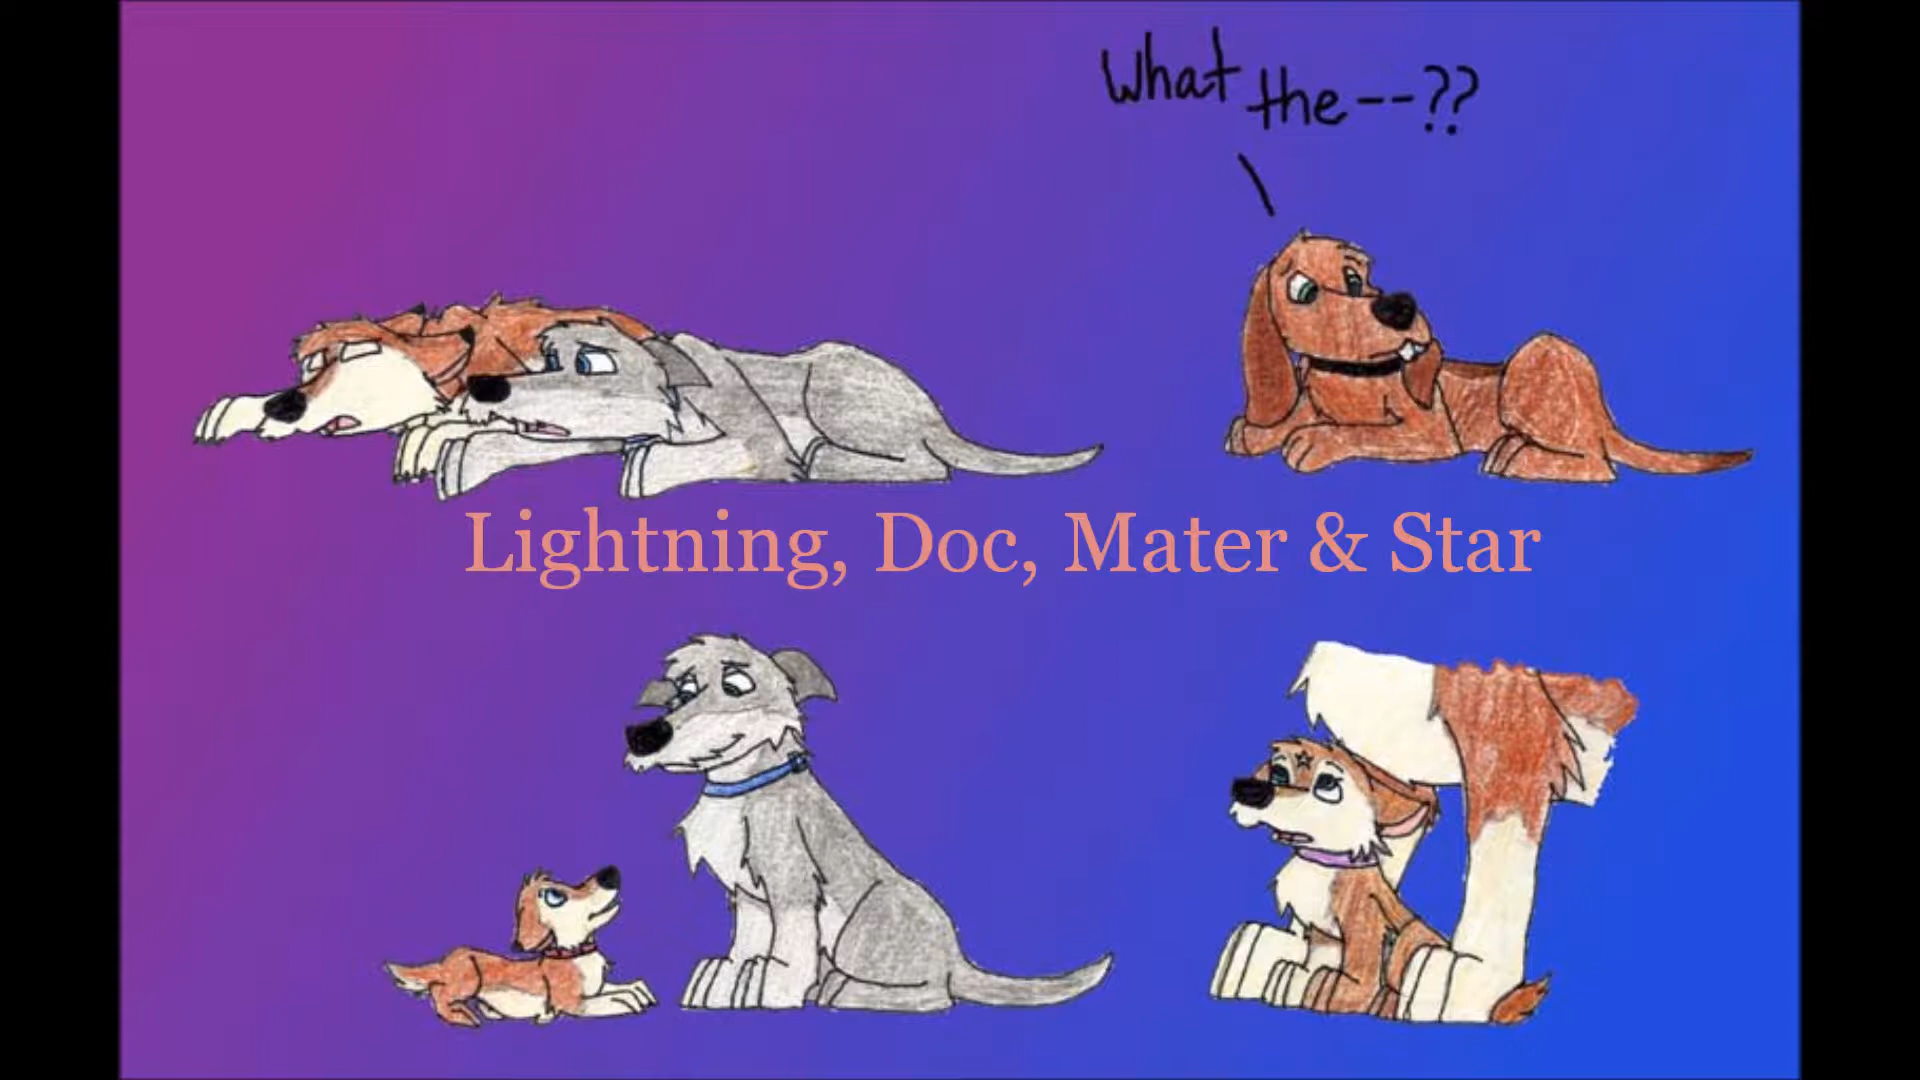 What the--??
Lightning, Doc, Mater & Star